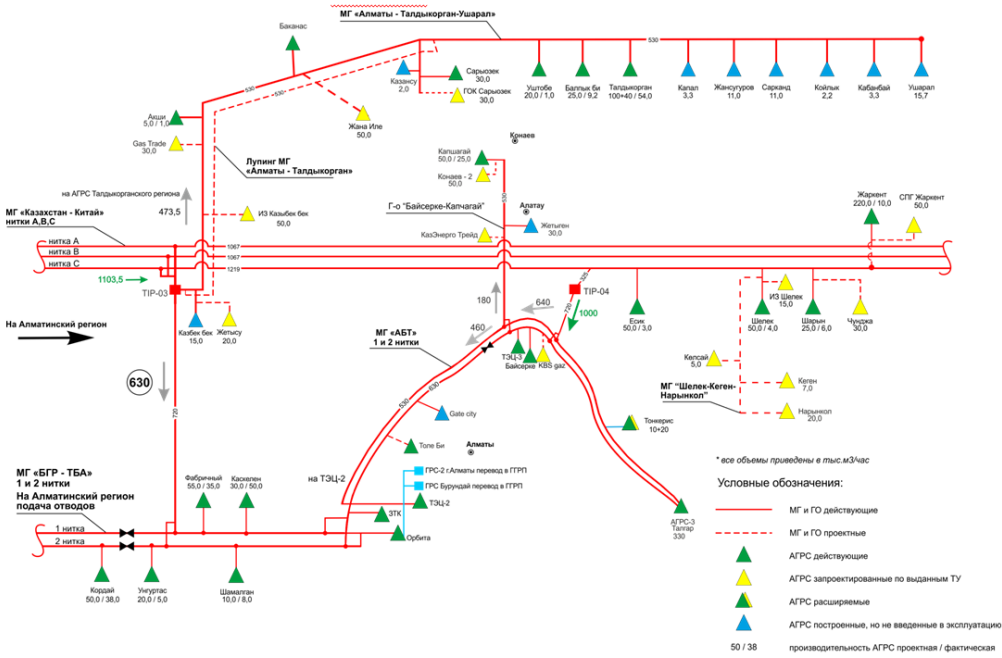 МГ «Алматы - Талдыкорган-Ушарал»
Баканас
530
530
530
Казансу
2,0
Сарыозек
30,0
ГОК Сарыозек
30,0
Уштобе
20,0 / 1,0
Балпык би
25,0 / 9,2
Талдыкорган
100+40 / 54,0
Капал
3,3
Жансугуров
11,0
Сарканд
11,0
Койлык
2,2
Кабанбай
3,3
Ушарал
15,7
Акши
5,0 / 1,0
Gas Trade
30,0
Жана Иле
50,0
Лупинг МГ
«Алматы - Талдыкорган»
Конаев
Капшагай
50,0 / 25,0
Конаев - 2
50,0
530
на АГРС Талдыкорганского региона
473,5
ИЗ Казыбек бек
50,0
Г-о "Байсерке-Капчагай"
Алатау
Жетыген
30,0
КазЭнерго Трейд
Жаркент
220,0 / 10,0
СПГ Жаркент
50,0
МГ «Казахстан - Китай»
нитки А,В,С
нитка А
нитка В
нитка С
1067
1067
1219
1103,5
TIP-03
Казбек бек
15,0
Жетысу
20,0
На Алматинский регион
630
720
180
460
640
325
720
TIP-04
1000
МГ «АБТ»
1 и 2 нитки
ТЭЦ-3
Байсерке
KBS gaz
Есик
50,0 / 3,0
ИЗ Шелек
15,0
Шелек
50,0 / 4,0
Шарын
25,0 / 6,0
Чунджа
30,0
Келсай
5,0
Кеген
7,0
МГ "Шелек-Кеген-
Нарынкол"
Нарынкол
20,0
530
630
Gate city
Толе Би
Алматы
Тонкерис
10+20
МГ «БГР - ТБА»
1 и 2 нитки
На Алматинский регион
подача отводов
1 нитка
2 нитка
Фабричный
55,0 / 35,0
Каскелен
30,0 / 50,0
на ТЭЦ-2
ГРС-2 г.Алматы перевод в ГГРП
ГРС Бурундай перевод в ГГРП
ТЭЦ-2
ЗТК
Орбита
АГРС-3
Талгар
330
Кордай
50,0 / 38,0
Унгуртас
20,0 / 5,0
Шамалган
10,0 / 8,0
* все объемы приведены в тыс.м3/час
Условные обозначения:
МГ и ГО действующие
МГ и ГО проектные
АГРС действующие
АГРС запроектированные по выданным ТУ
АГРС расширяемые
АГРС построенные, но не введенные в эксплуатацию
50 / 38
производительность АГРС проектная / фактическая